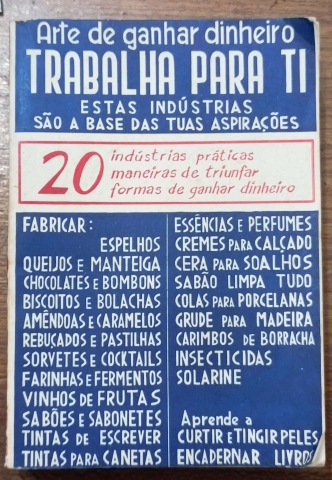 Arte de ganhar dinheiro
TRABALHA PARA TI
ESTAS INDÚSTRIAS
SÃO A BASE DAS TUAS ASPIRAÇÕES
20
indústrias práticas
maneiras de triunfar
formas de ganhar dinheiro
FABRICAR:
ESPELHOS
QUEIJOS E MANTEIGA
CHOCOLATES E BOMBONS
BISCOITOS E BOLACHAS
AMÊNDOAS E CARAMELOS
REBUÇADOS E PASTILHAS
SORVETES E COCKTAILS
FARINHAS E FERMENTOS
VINHOS DE FRUTAS
SABÕES E SABONETES
TINTAS DE ESCREVER
TINTAS PARA CANETAS
ESSÊNCIAS E PERFUMES
CREMES PARA CALÇADO
CERA PARA SOALHOS
SABÃO LIMPA TUDO
COLAS PARA PORCELANAS
GRUDE PARA MADEIRA
CARIMBOS DE BORRACHA
INSECTICIDAS
SOLARINE
Aprende a
CURTIR E TINGIR PELES
ENCADERNAR LIVROS